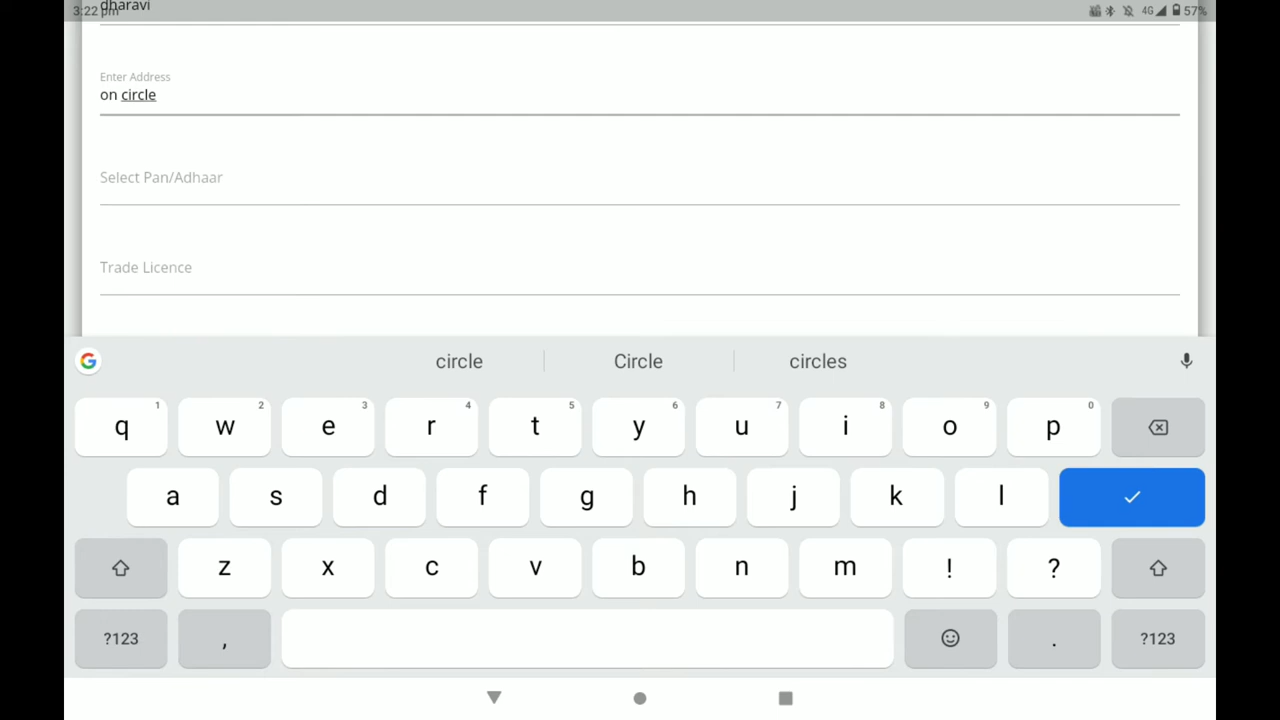 dharavi
3:22 pm
4G 57%
Enter Address
on circle
Select Pan/Adhaar
Trade Licence
G circle Circle circles
q 1 w 2 e 3 r 4 t 5 y 6 u 7 i 8 o 9 p 0
a s d f g h j k l
z x c v b n m ! ?
?123 , . ?123